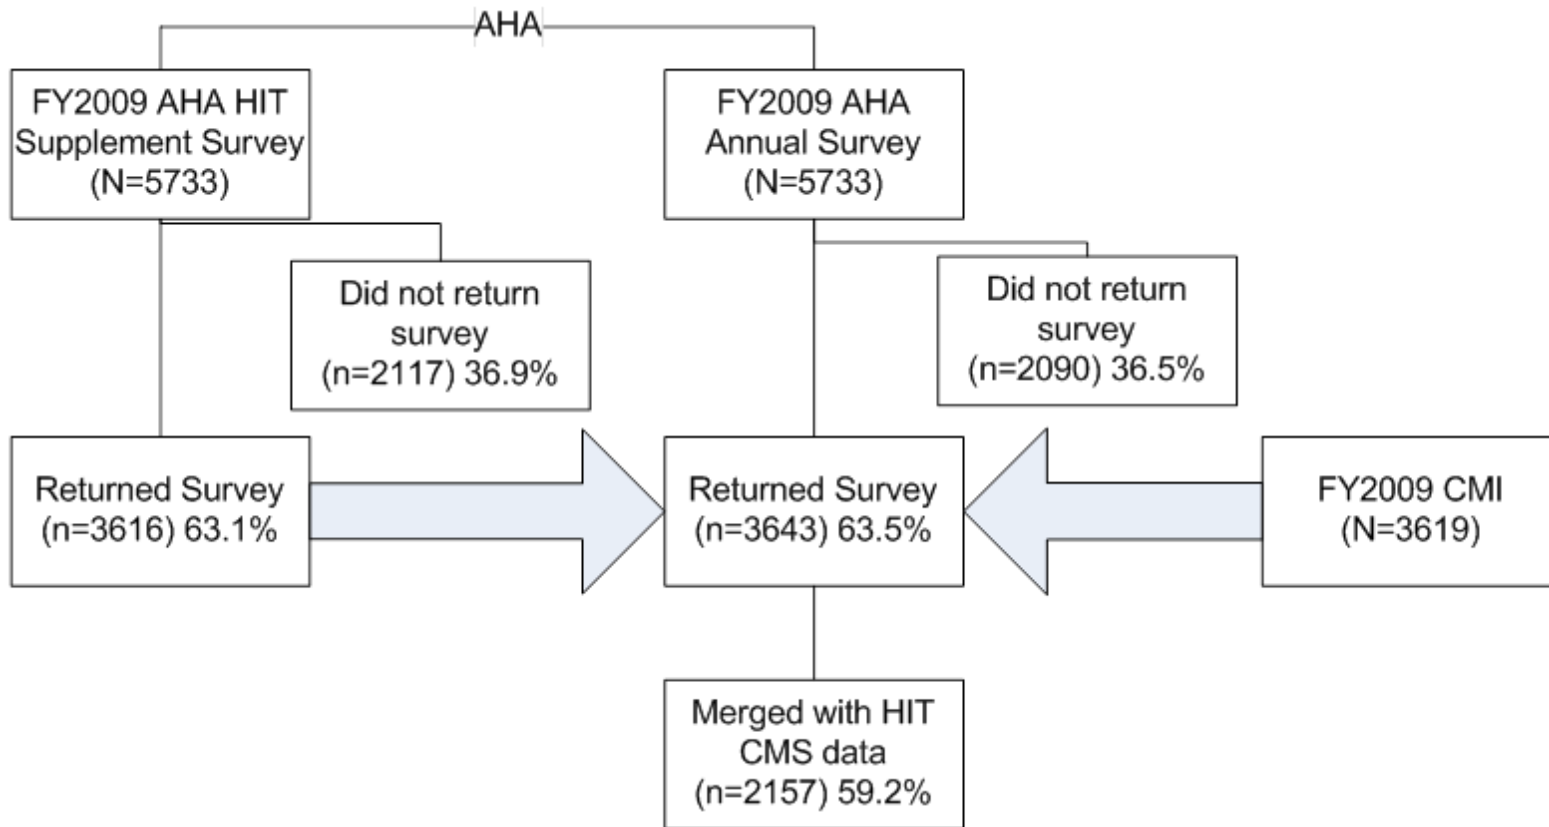 AHA
FY2009 AHA HIT
Supplement Survey
(N=5733)
FY2009 AHA
Annual Survey
(N=5733)
Did not return
survey
(n=2117) 36.9%
Did not return
survey
(n=2090) 36.5%
Returned Survey
(n=3616) 63.1%
Returned Survey
(n=3643) 63.5%
FY2009 CMI
(N=3619)
Merged with HIT
CMS data
(n=2157) 59.2%